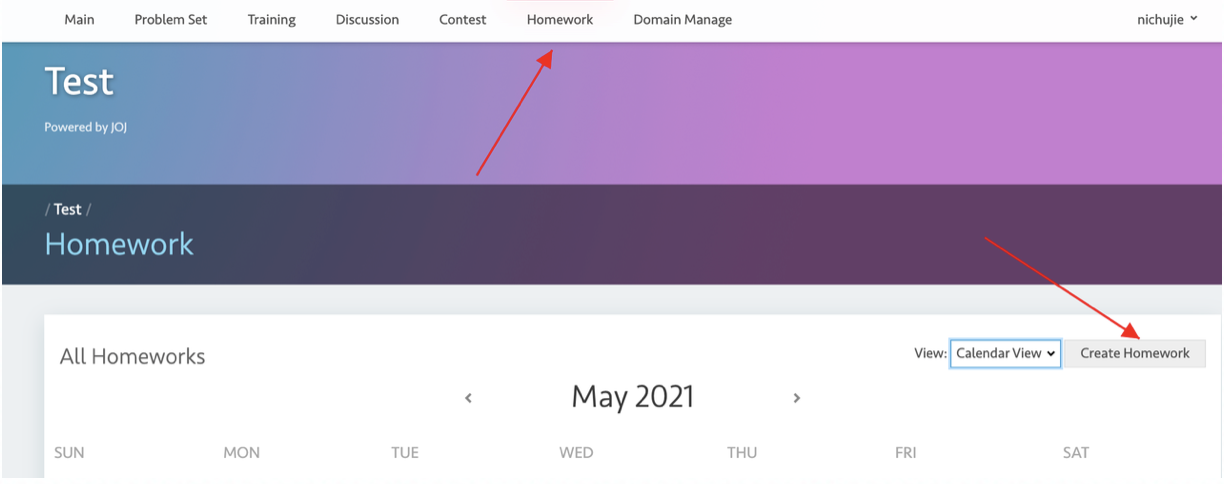 Main Problem Set Training Discussion Contest Homework Domain Manage nichujie
Test
Powered by JOJ
/ Test /
Homework
All Homeworks View: Calendar View Create Homework
‹ May 2021 ›
SUN MON TUE WED THU FRI SAT